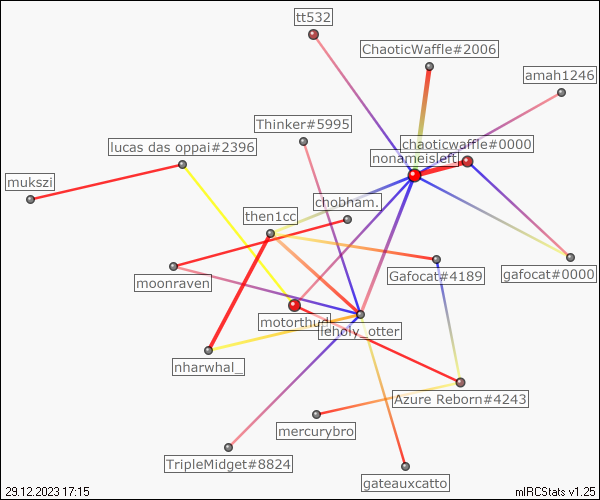 tt532
ChaoticWaffle#2006
amah1246
Thinker#5995
chaoticwaffle#0000
lucas das oppai#2396
nonameisleft
mukszi
chobham.
then1cc
moonraven
Gafocat#4189
gafocat#0000
motorthud
leholy_otter
nharwhal_
Azure Reborn#4243
mercurybro
TripleMidget#8824
gateauxcatto
29.12.2023 17:15
mIRCStats v1.25